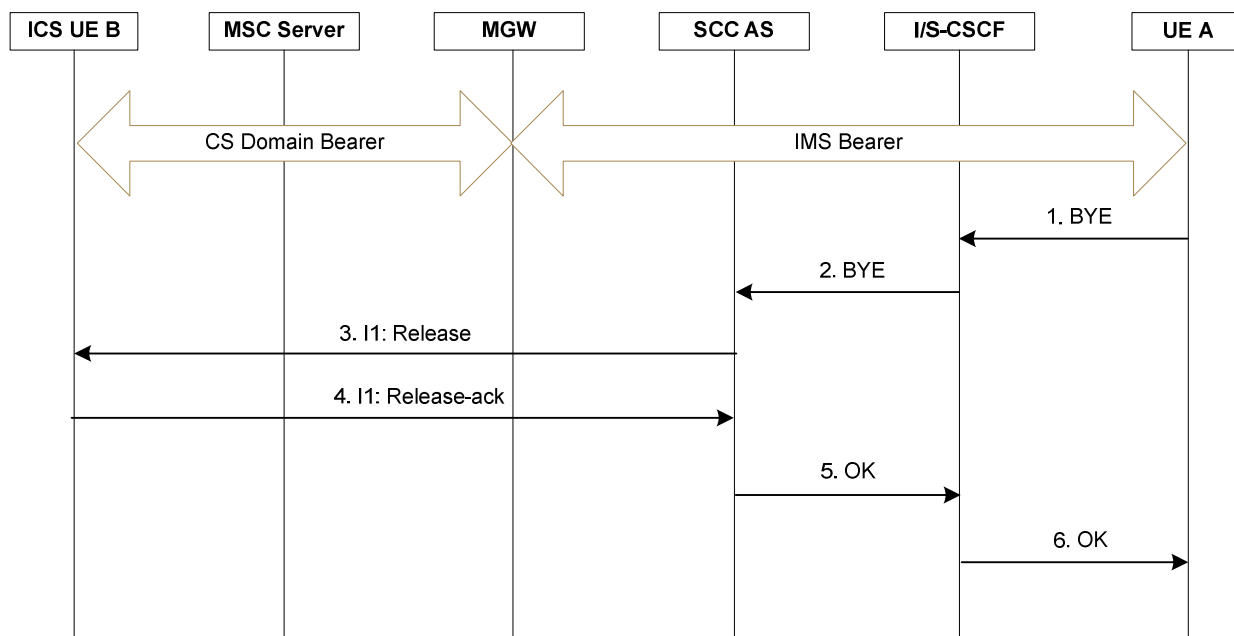 ICS UE B
MSC Server
MGW
SCC AS
I/S-CSCF
UE A
CS Domain Bearer
IMS Bearer
1. BYE
2. BYE
3. I1: Release
4. I1: Release-ack
5. OK
6. OK